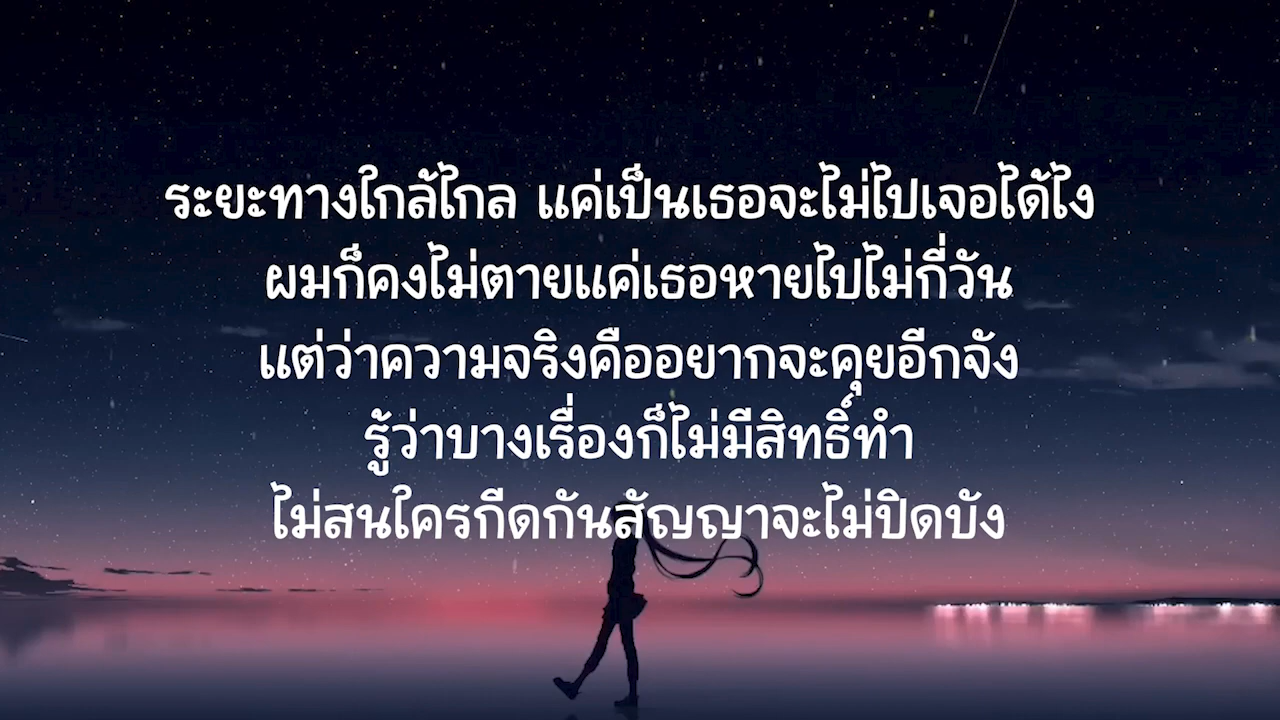 ระยะทางใกล้ไกล แค่เป็นเธอจะไม่ไปเจอได้ไง
ผมก็คงไม่ตายแค่เธอหายไปไม่กี่วัน
แต่ว่าความจริงคืออยากจะคุยอีกจัง
รู้ว่าบางเรื่องก็ไม่มีสิทธิ์ทำ
ไม่สนใครกีดกันสัญญาจะไม่ปิดบัง